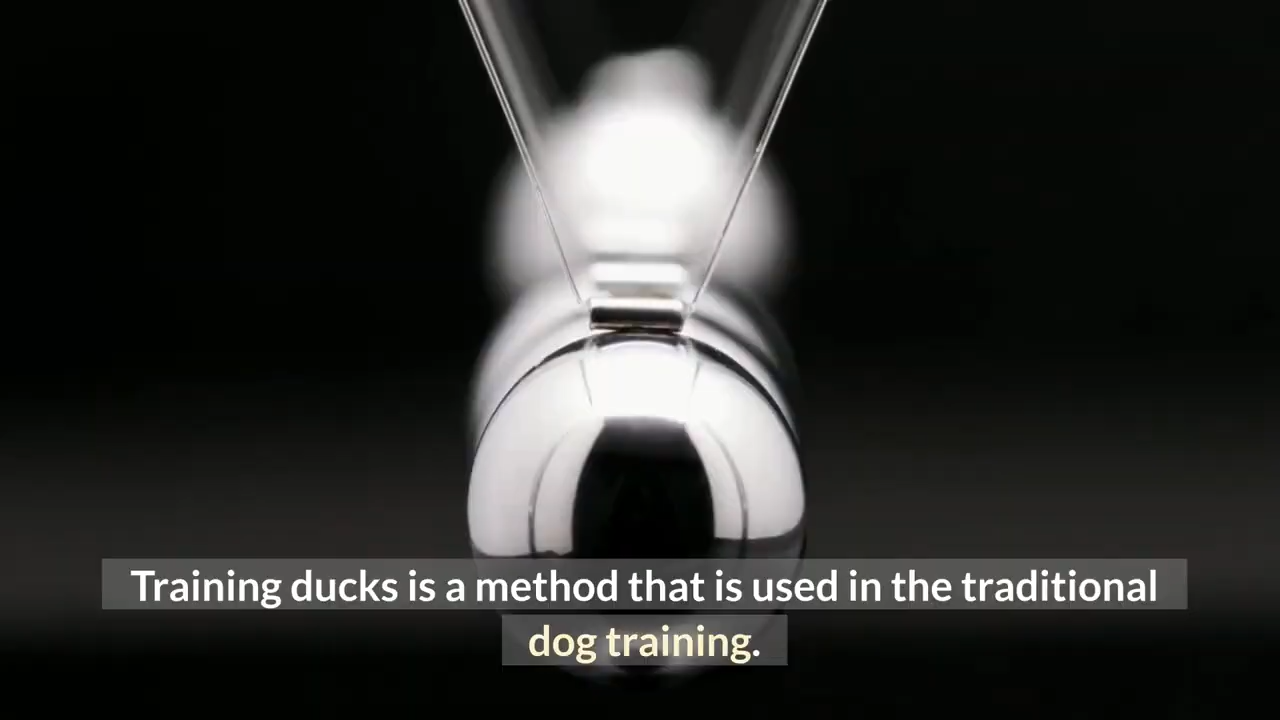 Training ducks is a method that is used in the traditional
dog training.